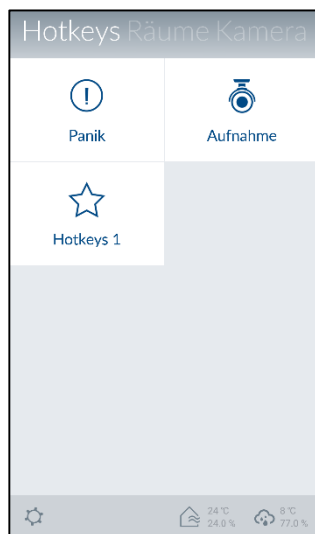 Hotkeys Räume Kamera
Panik
Aufnahme
Hotkeys 1
24 °C
24.0 %
8 °C
77.0 %